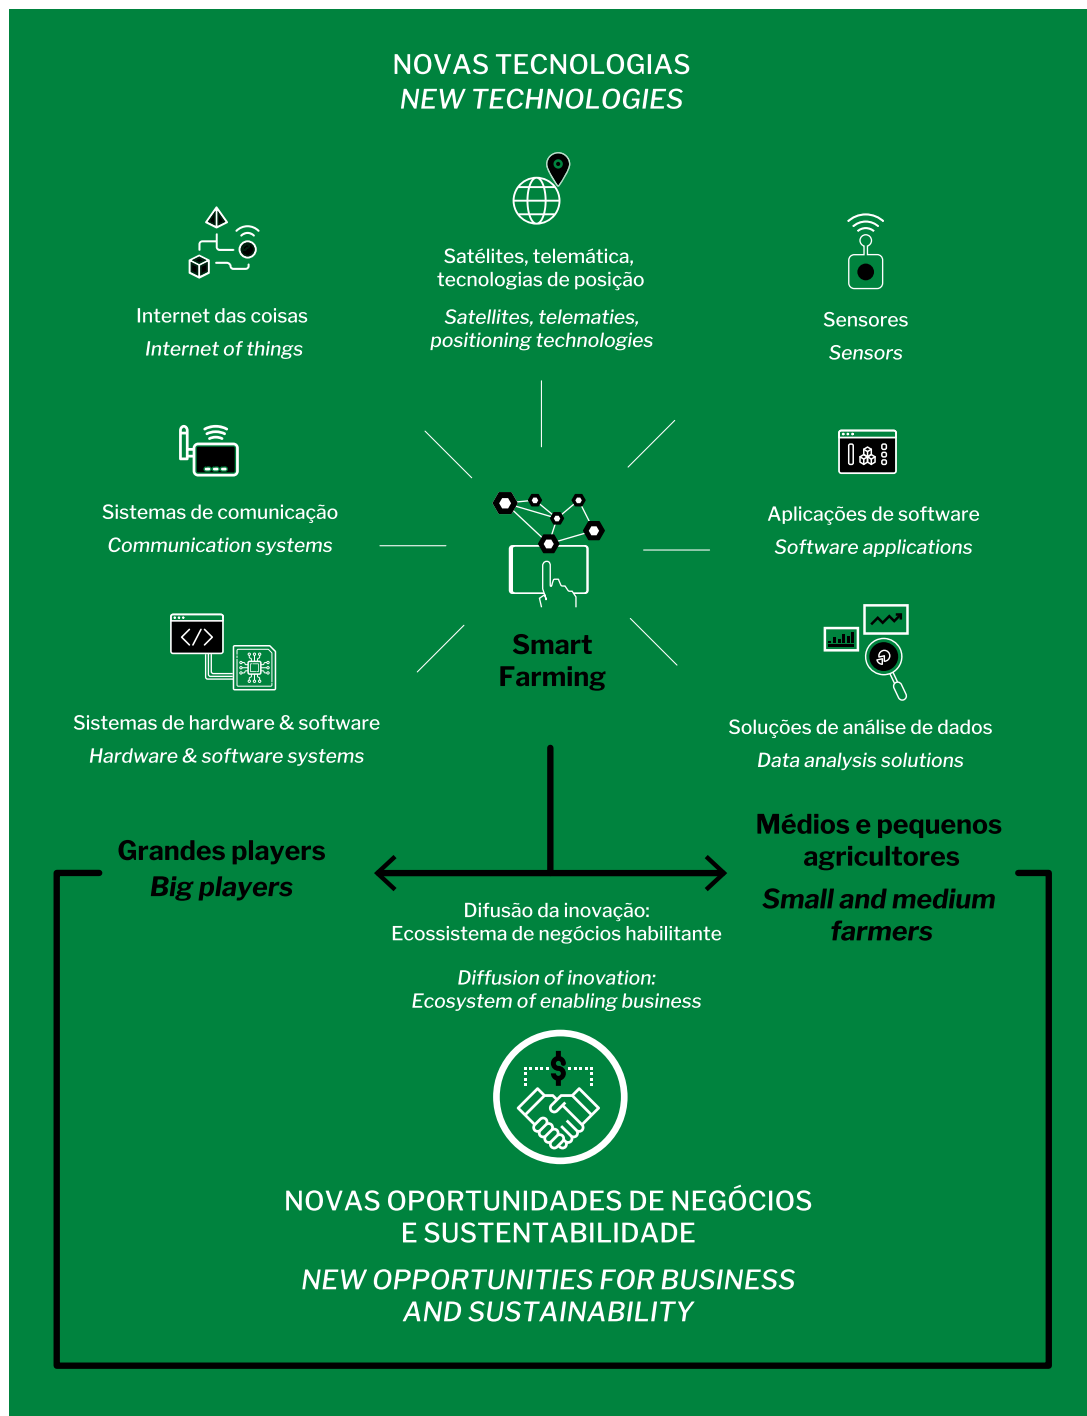 NOVAS TECNOLOGIAS
NEW TECHNOLOGIES
Satélites, telemática,
tecnologias de posição
Satellites, telematies,
positioning technologies
Internet das coisas
Internet of things
Sensores
Sensors
Sistemas de comunicação
Communication systems
Aplicações de software
Software applications
Smart
Farming
Sistemas de hardware & software
Hardware & software systems
Soluções de análise de dados
Data analysis solutions
Grandes players
Big players
Médios e pequenos
agricultores
Small and medium
farmers
Difusão da inovação:
Ecossistema de negócios habilitante
Diffusion of inovation:
Ecosystem of enabling business
$
NOVAS OPORTUNIDADES DE NEGÓCIOS
E SUSTENTABILIDADE
NEW OPPORTUNITIES FOR BUSINESS
AND SUSTAINABILITY